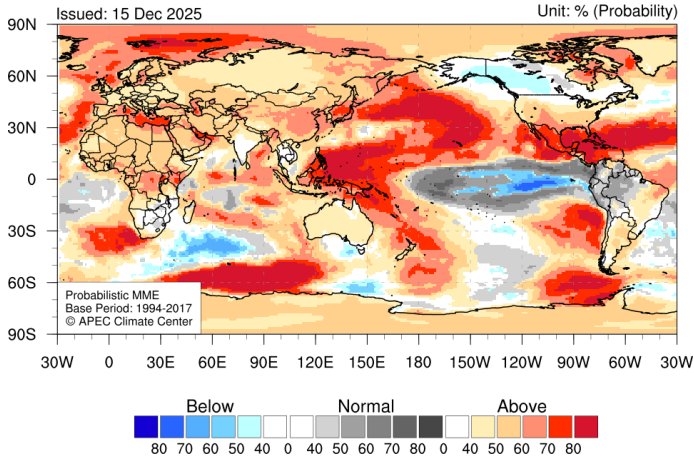 Issued: 15 Dec 2025
Unit: % (Probability)
90N
60N
30N
0
30S
60S
90S
Probabilistic MME
Base Period: 1994-2017
© APEC Climate Center
30W 0 30E 60E 90E 120E 150E 180 150W 120W 90W 60W 30W
Below Normal Above
80 70 60 50 40 0 40 50 60 70 80 0 40 50 60 70 80